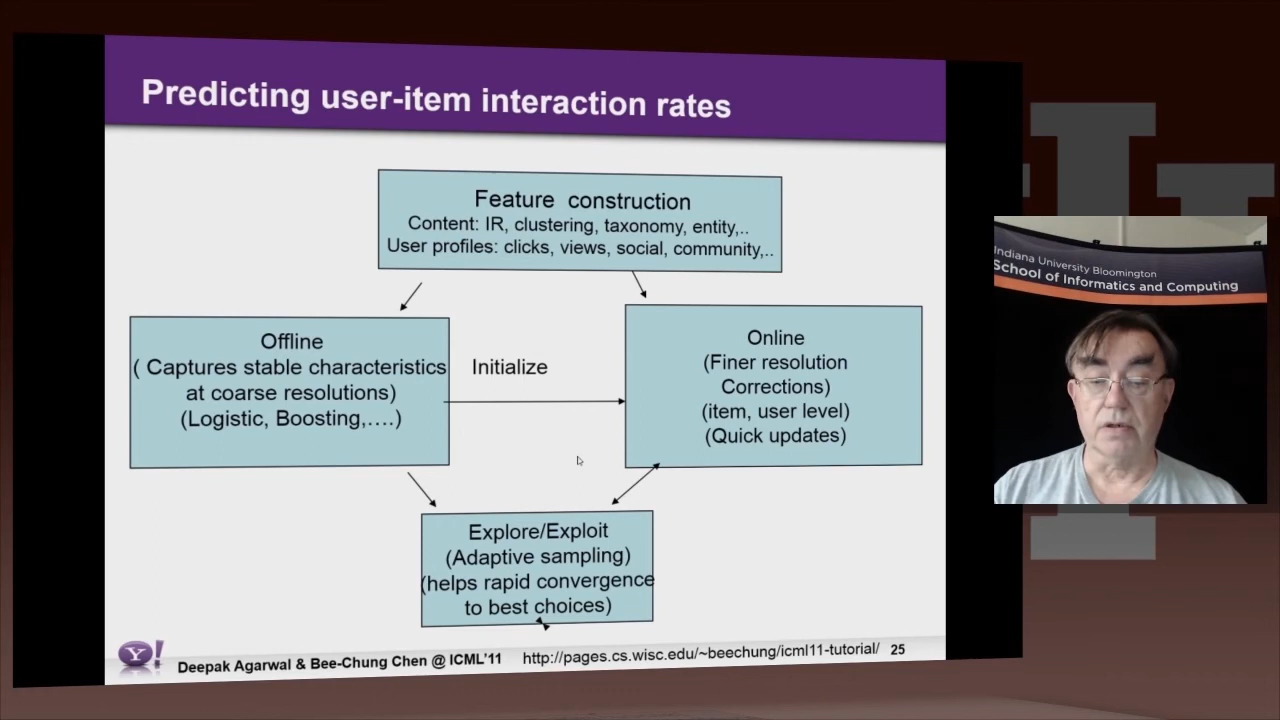 Predicting user-item interaction rates
Feature construction
Content: IR, clustering, taxonomy, entity,..
User profiles: clicks, views, social, community,..
Offline
( Captures stable characteristics
at coarse resolutions)
(Logistic, Boosting,....)
Initialize
Online
(Finer resolution
Corrections)
(item, user level)
(Quick updates)
Explore/Exploit
(Adaptive sampling)
(helps rapid convergence
to best choices)
Y!
Deepak Agarwal & Bee-Chung Chen @ ICML'11
http://pages.cs.wisc.edu/~beechung/icml11-tutorial/
25
Indiana University Bloomington
School of Informatics and Computing